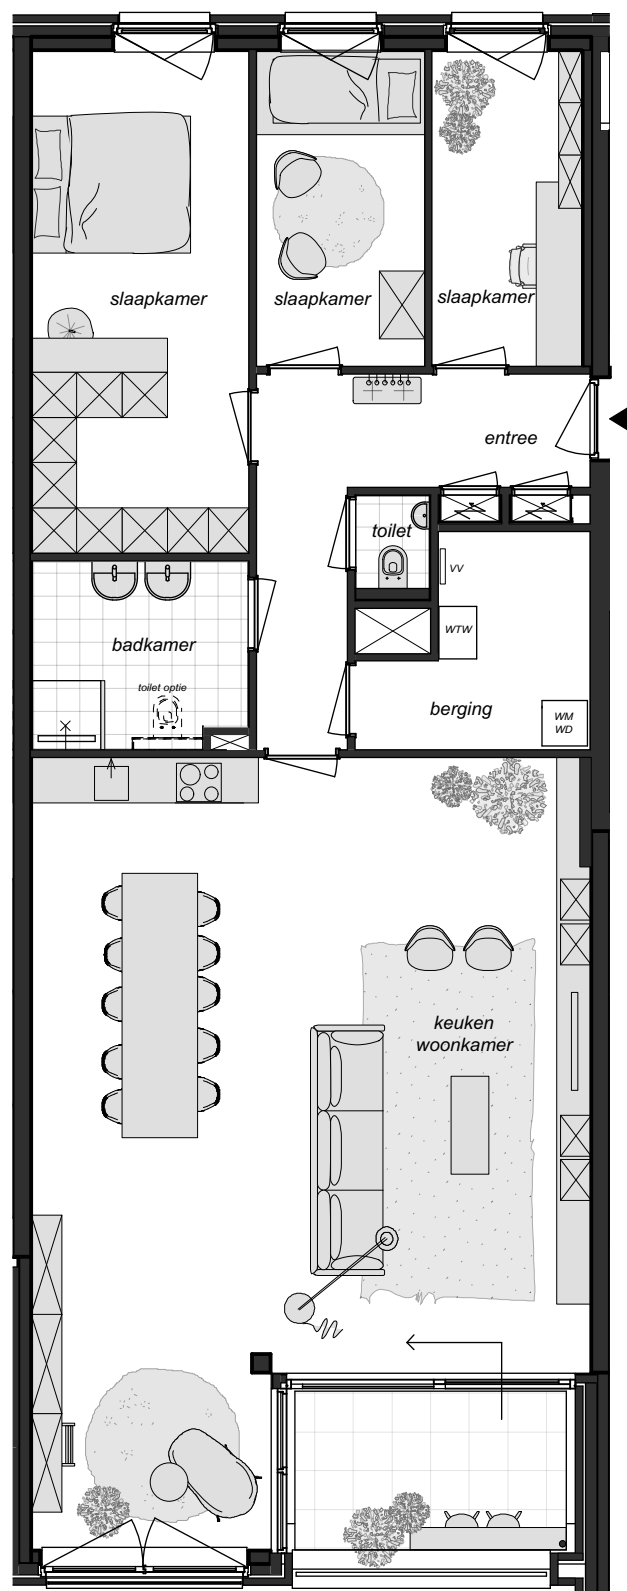 slaapkamer
slaapkamer
slaapkamer
entree
toilet
VV
WTW
badkamer
toilet optie
berging
WM
WD
keuken
woonkamer